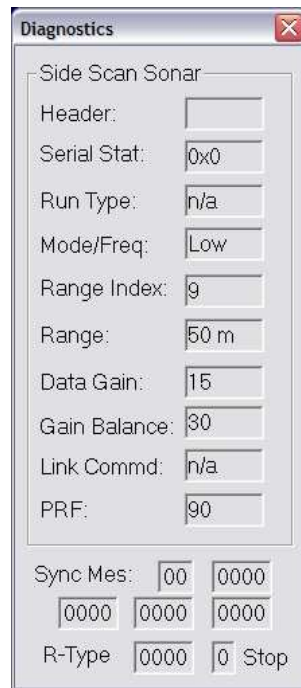 Diagnostics
Side Scan Sonar
Header:
Serial Stat: 0x0
Run Type: n/a
Mode/Freq: Low
Range Index: 9
Range: 50 m
Data Gain: 15
Gain Balance: 30
Link Commd: n/a
PRF: 90
Sync Mes: 00 0000
0000 0000 0000
R-Type 0000 0 Stop